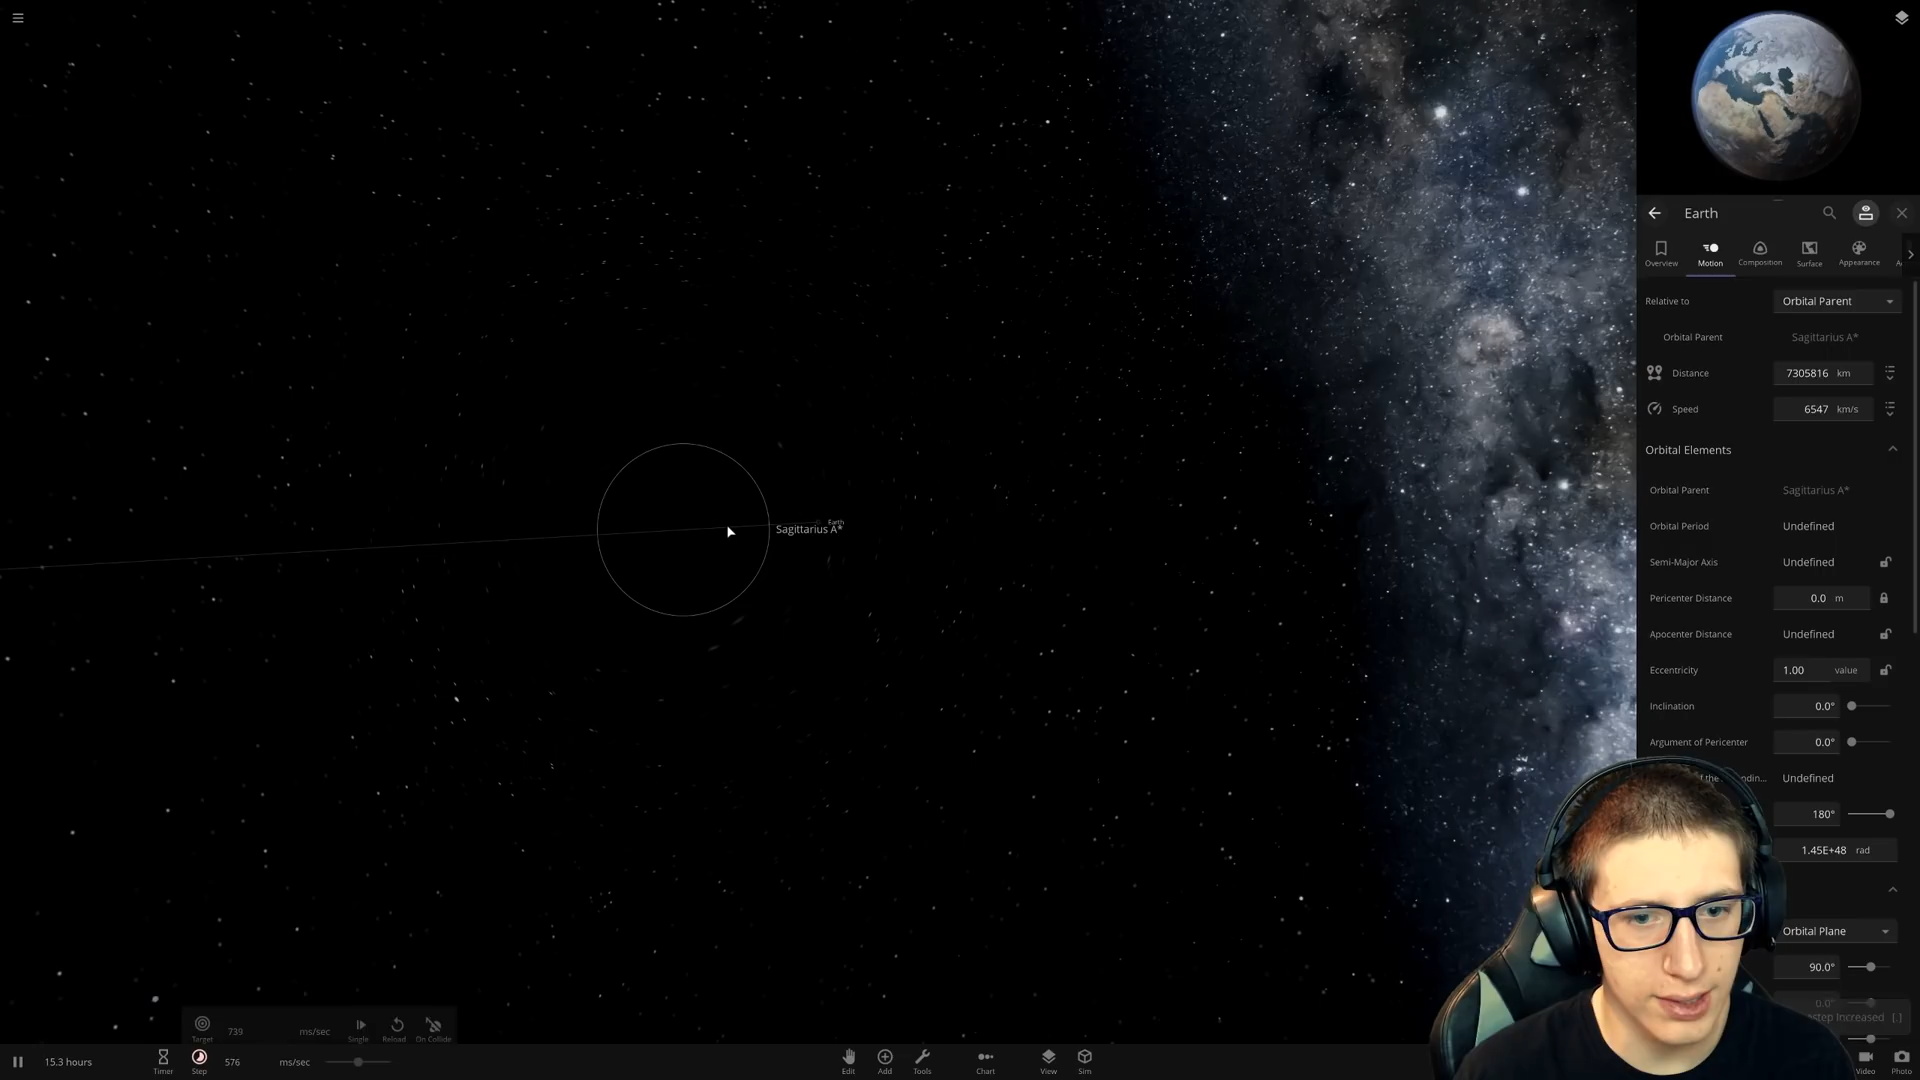 Earth
Overview
Motion
Composition
Surface
Appearance
Relative to
Orbital Parent
Orbital Parent
Sagittarius A*
Distance
7305816 km
Speed
6547 km/s
Orbital Elements
Orbital Parent
Sagittarius A*
Orbital Period
Undefined
Semi-Major Axis
Undefined
Pericenter Distance
0.0 m
Apocenter Distance
Undefined
Eccentricity
1.00 value
Inclination
0.0°
Argument of Pericenter
0.0°
Undefined
180°
1.45E+48 rad
Orbital Plane
90.0°
0.0°
Increased [.]
Earth
Sagittarius A*
Target
739 ms/sec
Single
Reload
On Collide
15.3 hours
Timer
Step
576 ms/sec
Edit
Add
Tools
Chart
View
Sim
Video
Photo